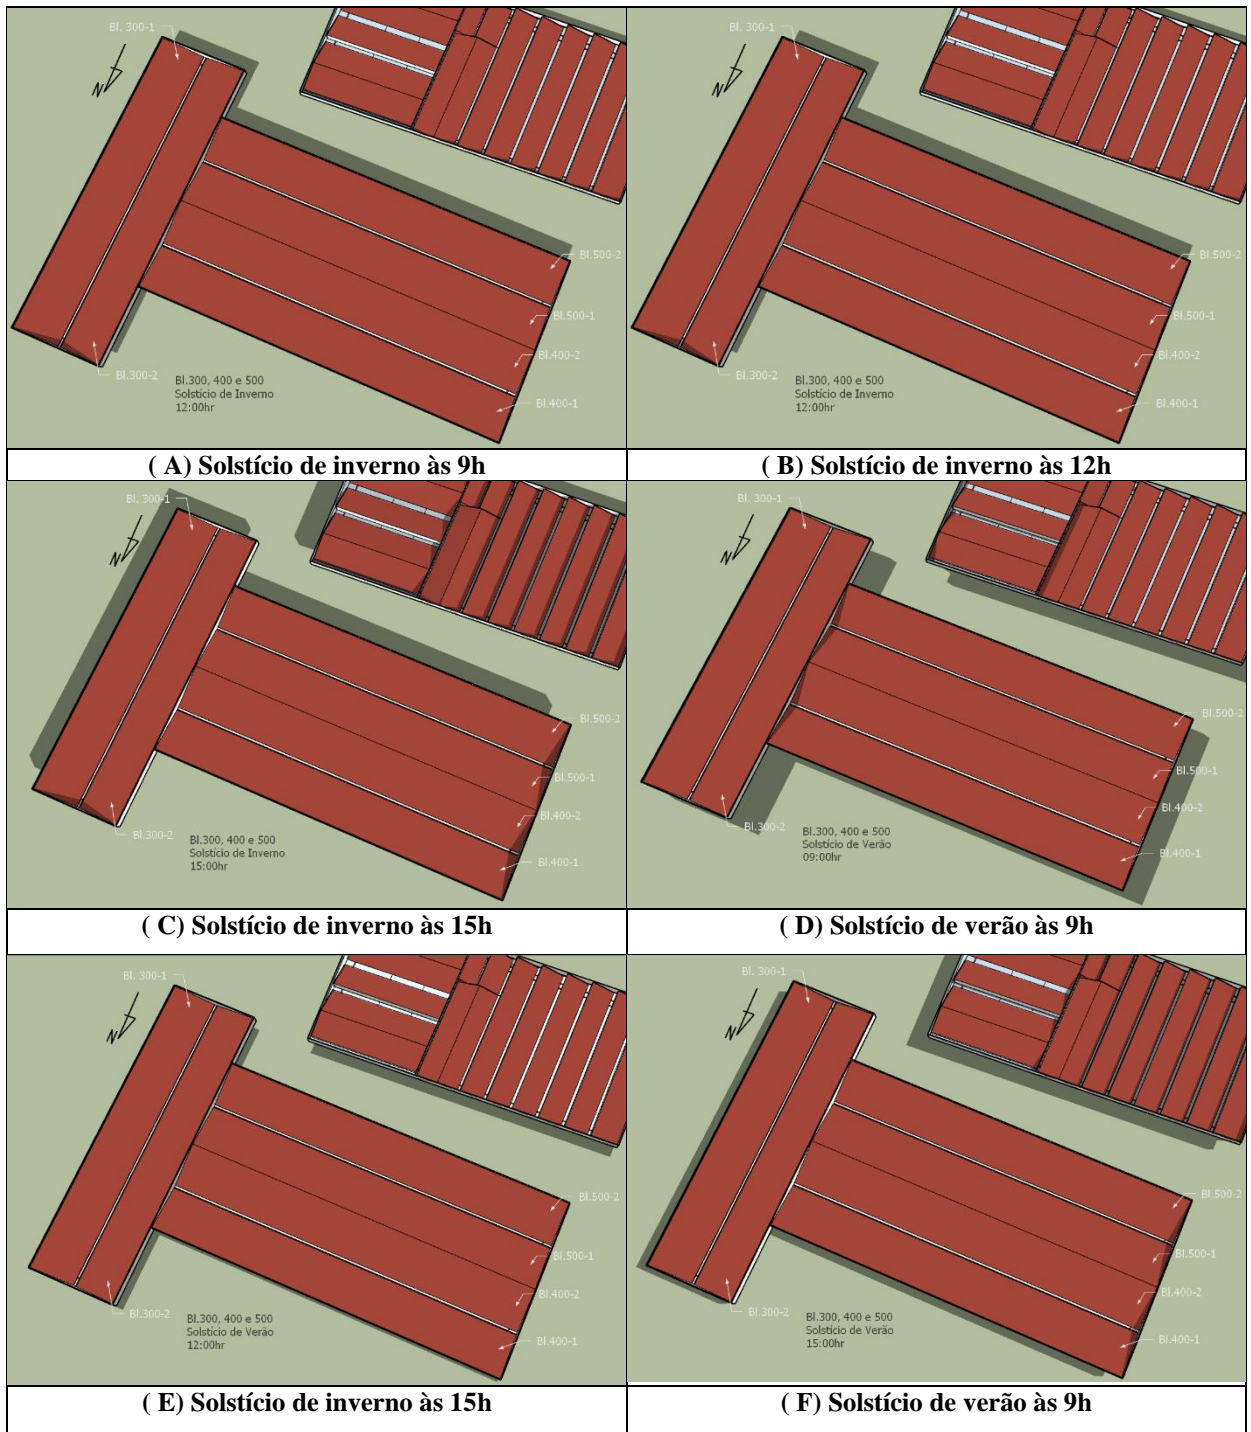 Bl. 300-1
N
Bl.500-2
Bl.500-1
Bl.400-2
Bl.300-2
Bl.400-1
Bl.300, 400 e 500
Solstício de Inverno
12:00hr
Bl. 300-1
N
Bl.500-2
Bl.500-1
Bl.400-2
Bl.300-2
Bl.400-1
Bl.300, 400 e 500
Solstício de Inverno
12:00hr
( A) Solstício de inverno às 9h
( B) Solstício de inverno às 12h
Bl. 300-1
N
Bl.500-2
Bl.500-1
Bl.400-2
Bl.300-2
Bl.400-1
Bl.300, 400 e 500
Solstício de Inverno
15:00hr
Bl. 300-1
N
Bl.500-2
Bl.500-1
Bl.400-2
Bl.300-2
Bl.400-1
Bl.300, 400 e 500
Solstício de Verão
09:00hr
( C) Solstício de inverno às 15h
( D) Solstício de verão às 9h
Bl. 300-1
N
Bl.500-2
Bl.500-1
Bl.400-2
Bl.300-2
Bl.400-1
Bl.300, 400 e 500
Solstício de Verão
12:00hr
Bl. 300-1
N
Bl.500-2
Bl.500-1
Bl.400-2
Bl.300-2
Bl.400-1
Bl.300, 400 e 500
Solstício de Verão
15:00hr
( E) Solstício de inverno às 15h
( F) Solstício de verão às 9h